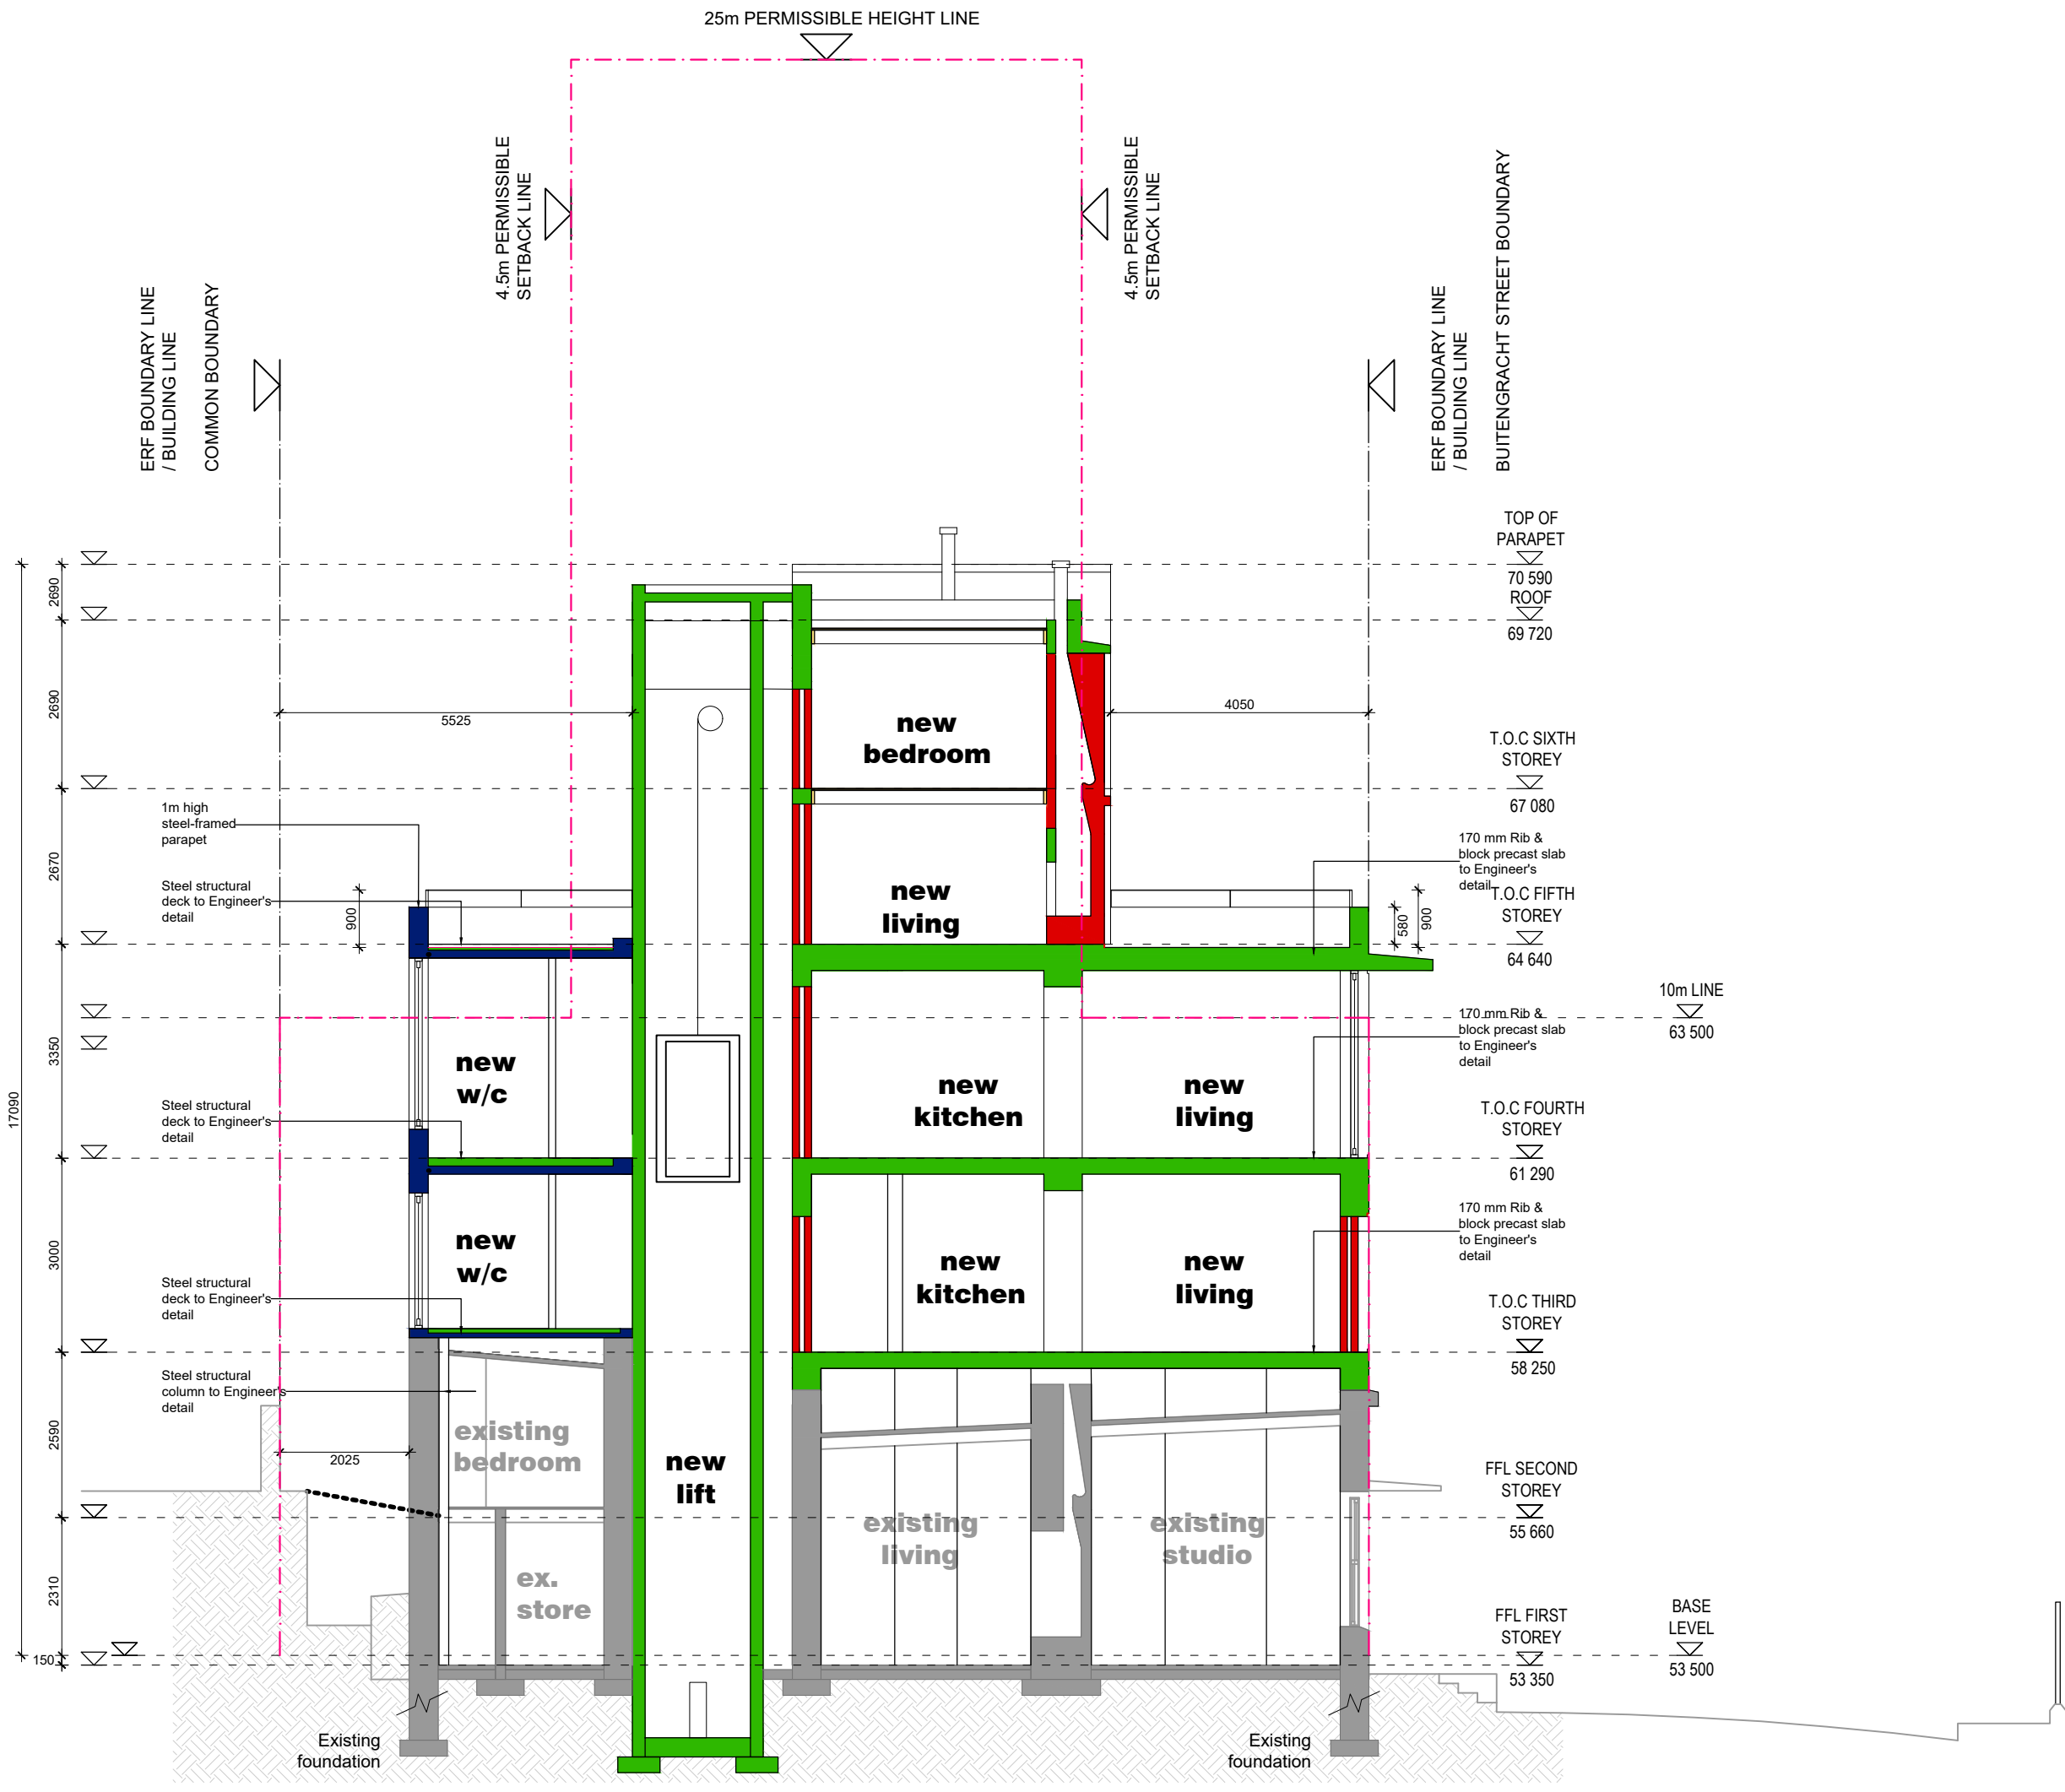 25m PERMISSIBLE HEIGHT LINE
4.5m PERMISSIBLE
SETBACK LINE
4.5m PERMISSIBLE
SETBACK LINE
ERF BOUNDARY LINE
/ BUILDING LINE
COMMON BOUNDARY
ERF BOUNDARY LINE
/ BUILDING LINE
BUITENGRACHT STREET BOUNDARY
TOP OF
PARAPET
70 590
ROOF
69 720
T.O.C SIXTH
STOREY
67 080
170 mm Rib &
block precast slab
to Engineer's
detail
T.O.C FIFTH
STOREY
64 640
10m LINE
63 500
170 mm Rib &
block precast slab
to Engineer's
detail
T.O.C FOURTH
STOREY
61 290
170 mm Rib &
block precast slab
to Engineer's
detail
T.O.C THIRD
STOREY
58 250
FFL SECOND
STOREY
55 660
FFL FIRST
STOREY
53 350
BASE
LEVEL
53 500
17090
2690
2690
2670
3350
3000
2590
2310
150
5525
4050
900
580
900
2025
1m high
steel-framed
parapet
Steel structural
deck to Engineer's
detail
Steel structural
deck to Engineer's
detail
Steel structural
deck to Engineer's
detail
Steel structural
column to Engineer's
detail
new
bedroom
new
living
new
w/c
new
kitchen
new
living
new
w/c
new
kitchen
new
living
existing
bedroom
new
lift
existing
living
existing
studio
ex.
store
Existing
foundation
Existing
foundation